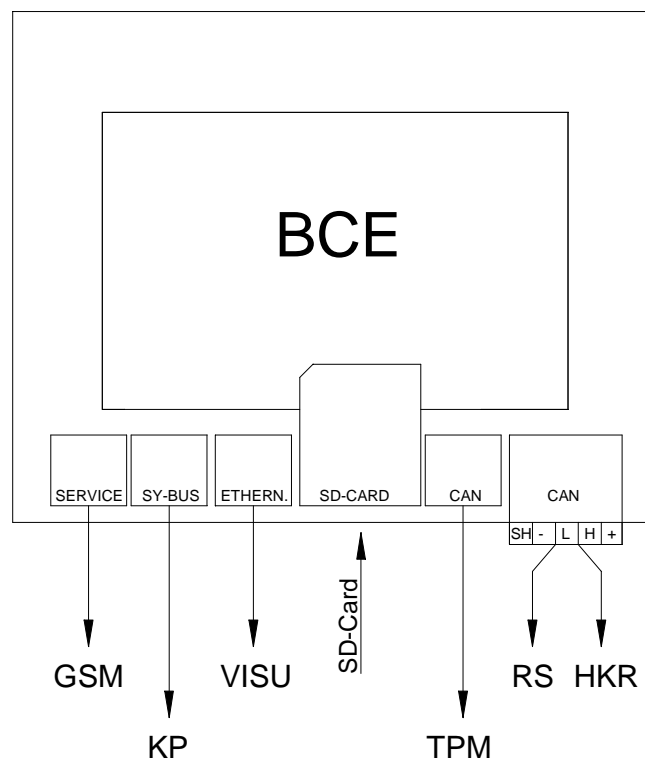 BCE
SERVICE SY-BUS ETHERN. SD-CARD CAN CAN
SH - L H +
SD-Card
GSM VISU RS HKR
KP TPM